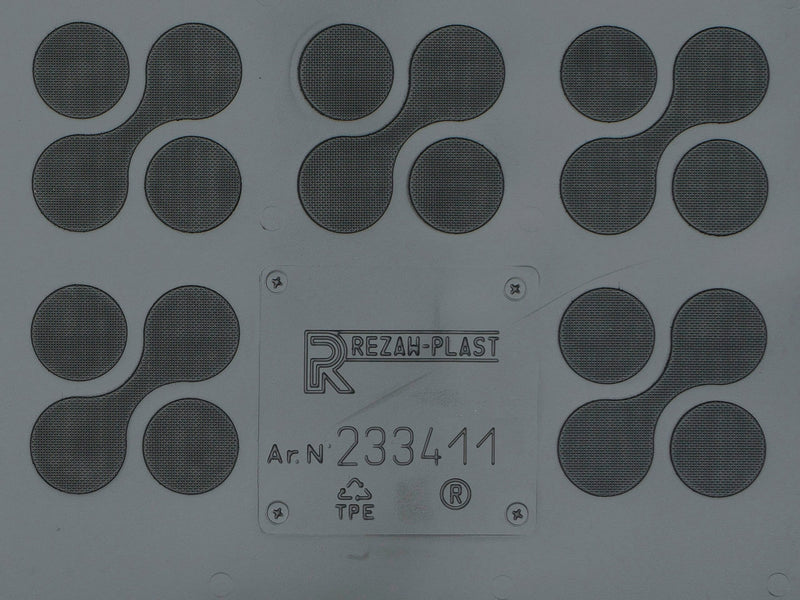 R REZAW-PLAST
Ar.N° 233411
®
TPE